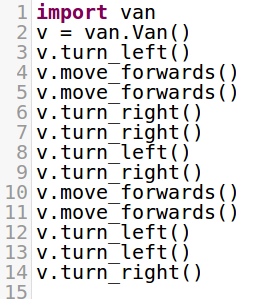 1 import van
2 v = van.Van()
3 v.turn_left()
4 v.move_forwards()
5 v.move_forwards()
6 v.turn_right()
7 v.turn_right()
8 v.turn_left()
9 v.turn_right()
10 v.move_forwards()
11 v.move_forwards()
12 v.turn_left()
13 v.turn_left()
14 v.turn_right()
15